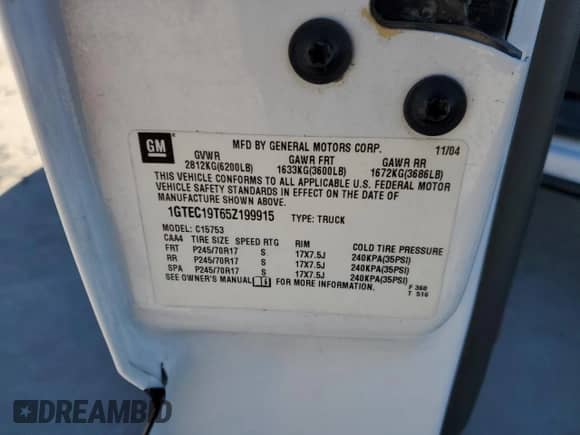 GM
MFD BY GENERAL MOTORS CORP.
11/04
GVWR GAWR FRT GAWR RR
2812KG(6200LB) 1633KG(3600LB) 1672KG(3686LB)
THIS VEHICLE CONFORMS TO ALL APPLICABLE U.S. FEDERAL MOTOR
VEHICLE SAFETY STANDARDS IN EFFECT ON THE DATE OF
MANUFACTURE SHOWN ABOVE.
1GTEC19T65Z199915 TYPE: TRUCK
MODEL: C15753
CAA4 TIRE SIZE SPEED RTG RIM COLD TIRE PRESSURE
FRT P245/70R17 S 17X7.5J 240KPA(35PSI)
RR P245/70R17 S 17X7.5J 240KPA(35PSI)
SPA P245/70R17 S 17X7.5J 240KPA(35PSI)
SEE OWNER'S MANUAL i FOR MORE INFORMATION.
F 360
T 516
DREAMBID